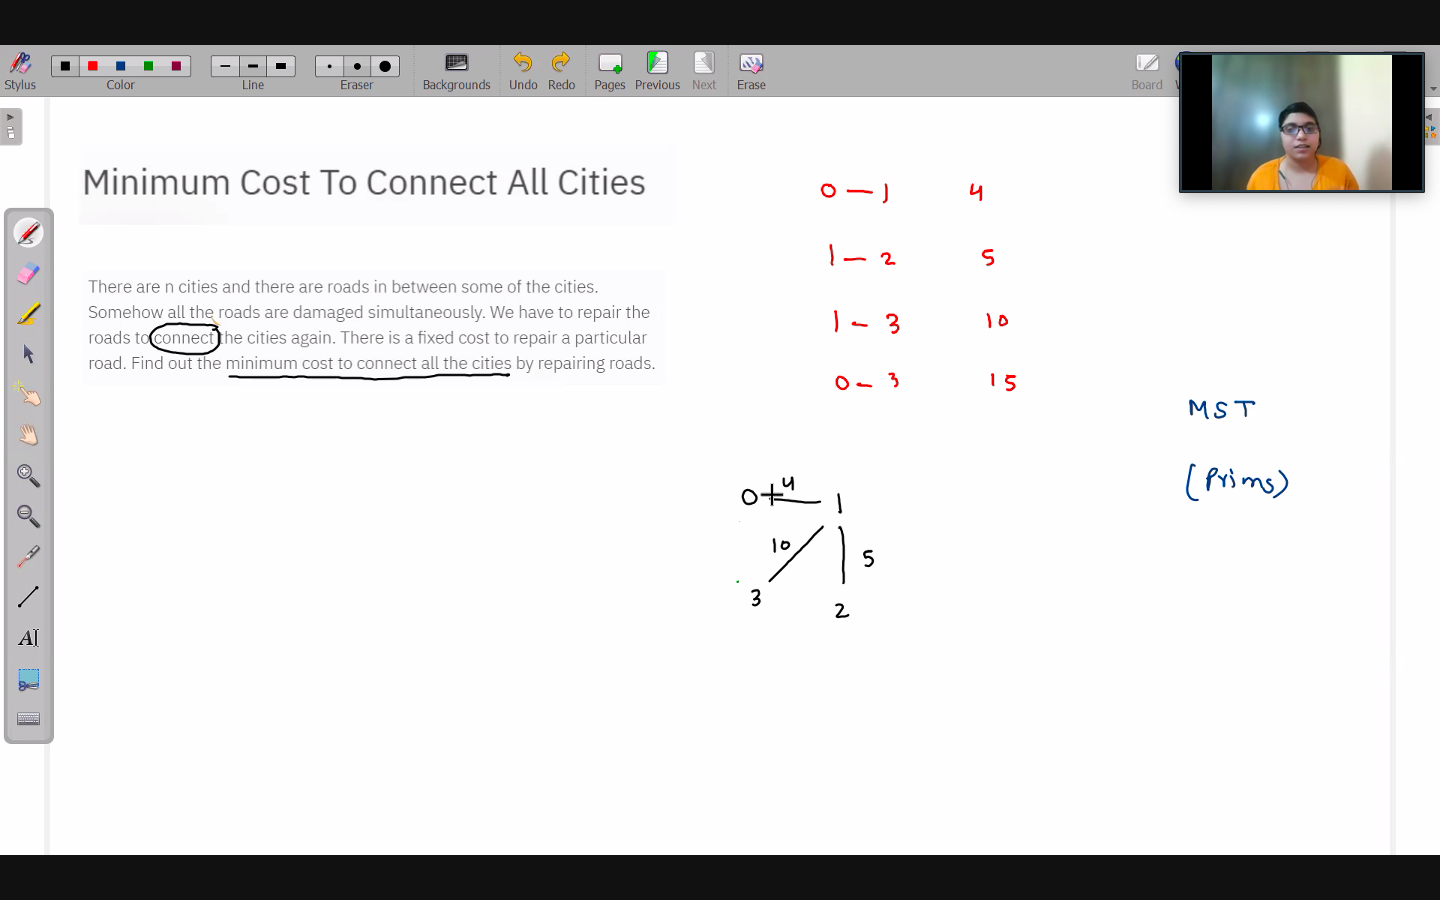 Stylus
Color
Line
Eraser
Backgrounds
Undo
Redo
Pages
Previous
Next
Erase
Board
Minimum Cost To Connect All Cities
There are n cities and there are roads in between some of the cities.
Somehow all the roads are damaged simultaneously. We have to repair the
roads to connect the cities again. There is a fixed cost to repair a particular
road. Find out the minimum cost to connect all the cities by repairing roads.
0 — 1 4
1 — 2 5
1 - 3 10
0 - 3 15
MST
(Prims)
0 4 1
10 5
3 2
AI